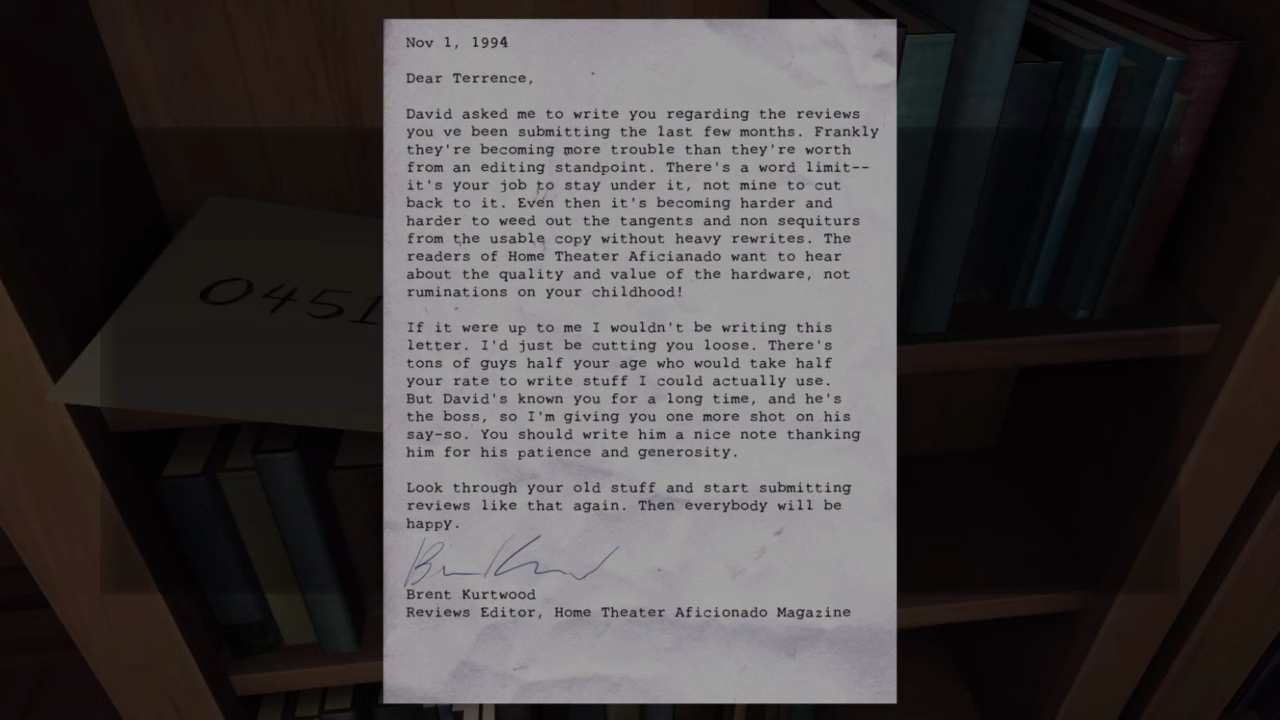 Nov 1, 1994
Dear Terrence,
David asked me to write you regarding the reviews
you ve been submitting the last few months. Frankly
they're becoming more trouble than they're worth
from an editing standpoint. There's a word limit--
it's your job to stay under it, not mine to cut
back to it. Even then it's becoming harder and
harder to weed out the tangents and non sequiturs
from the usable copy without heavy rewrites. The
readers of Home Theater Aficianado want to hear
about the quality and value of the hardware, not
ruminations on your childhood!
If it were up to me I wouldn't be writing this
letter. I'd just be cutting you loose. There's
tons of guys half your age who would take half
your rate to write stuff I could actually use.
But David's known you for a long time, and he's
the boss, so I'm giving you one more shot on his
say-so. You should write him a nice note thanking
him for his patience and generosity.
Look through your old stuff and start submitting
reviews like that again. Then everybody will be
happy.
Brent Kurtwood
Reviews Editor, Home Theater Aficionado Magazine
0451